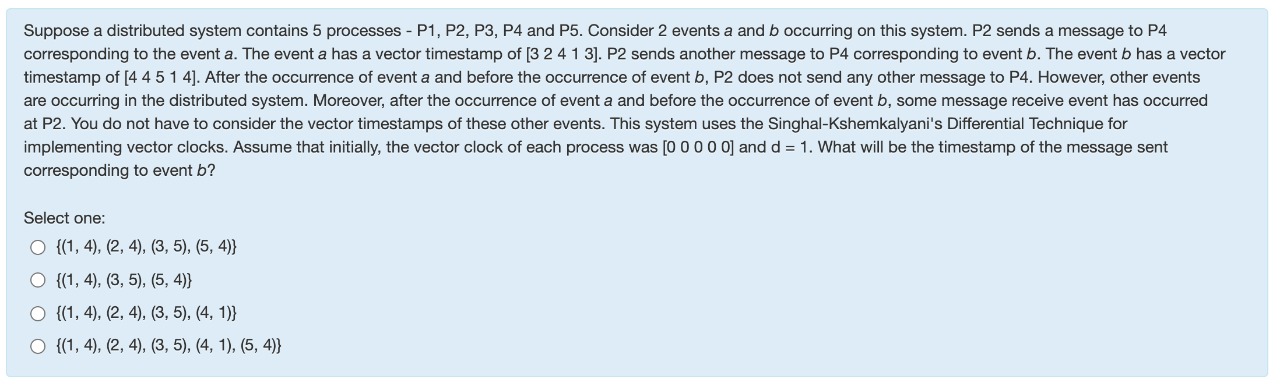 Suppose a distributed system contains 5 processes - P1, P2, P3, P4 and P5. Consider 2 events a and b occurring on this system. P2 sends a message to P4
corresponding to the event a. The event a has a vector timestamp of [3 2 4 1 3]. P2 sends another message to P4 corresponding to event b. The event b has a vector
timestamp of [4 4 5 1 4]. After the occurrence of event a and before the occurrence of event b, P2 does not send any other message to P4. However, other events
are occurring in the distributed system. Moreover, after the occurrence of event a and before the occurrence of event b, some message receive event has occurred
at P2. You do not have to consider the vector timestamps of these other events. This system uses the Singhal-Kshemkalyani's Differential Technique for
implementing vector clocks. Assume that initially, the vector clock of each process was [0 0 0 0 0] and d = 1. What will be the timestamp of the message sent
corresponding to event b?
Select one:
{(1, 4), (2, 4), (3, 5), (5, 4)}
{(1, 4), (3, 5), (5, 4)}
{(1, 4), (2, 4), (3, 5), (4, 1)}
{(1, 4), (2, 4), (3, 5), (4, 1), (5, 4)}